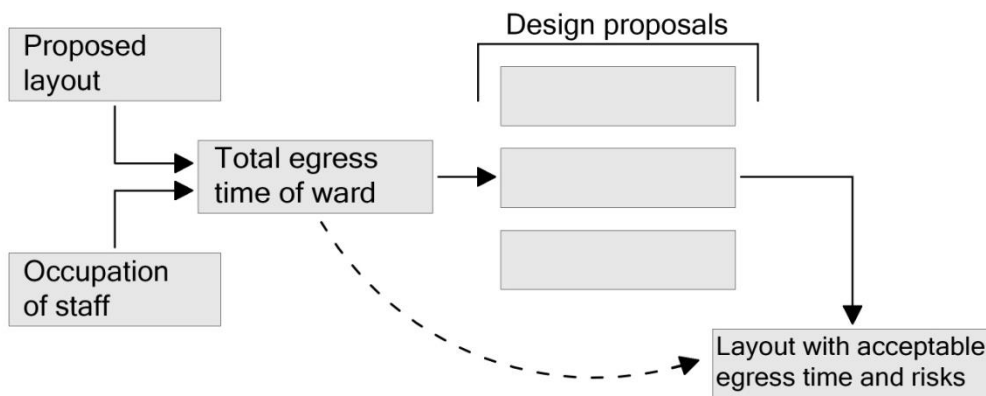 Proposed
layout
Design proposals
Total egress
time of ward
Occupation
of staff
Layout with acceptable
egress time and risks